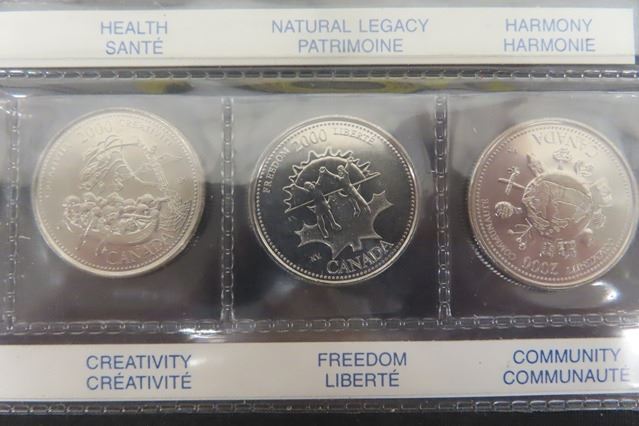 HEALTH
SANTÉ
NATURAL LEGACY
PATRIMOINE
HARMONY
HARMONIE
2000 CREATIVITY
CANADA
FREEDOM 2000 LIBERTÉ
CANADA
CANADA
COMMUNITY 2000 COMMUNAUTÉ
CREATIVITY
CRÉATIVITÉ
FREEDOM
LIBERTÉ
COMMUNITY
COMMUNAUTÉ